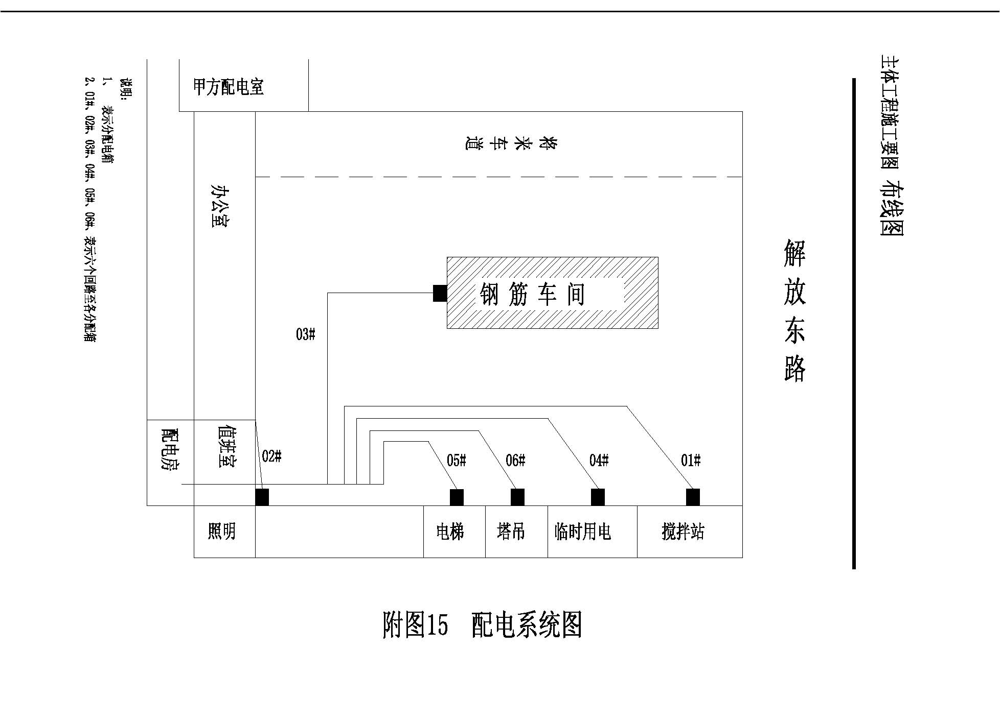 主体工程施工要图 布线图
说明:
1、 表示分配电箱
2、01#、02#、03#、04#、05#、06#、表示六个回路至各分配箱
甲方配电室
将来车道
办公室
解放东路
钢筋车间
03#
配电房
值班室
02#
05#
06#
04#
01#
照明
电梯
塔吊
临时用电
搅拌站
附图15 配电系统图